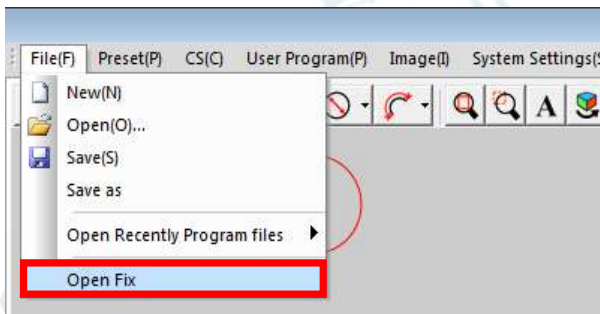 File(F) Preset(P) CS(C) User Program(P) Image(I) System Settings(S
New(N)
Open(O)...
A
Save(S)
Save as
Open Recently Program files
Open Fix